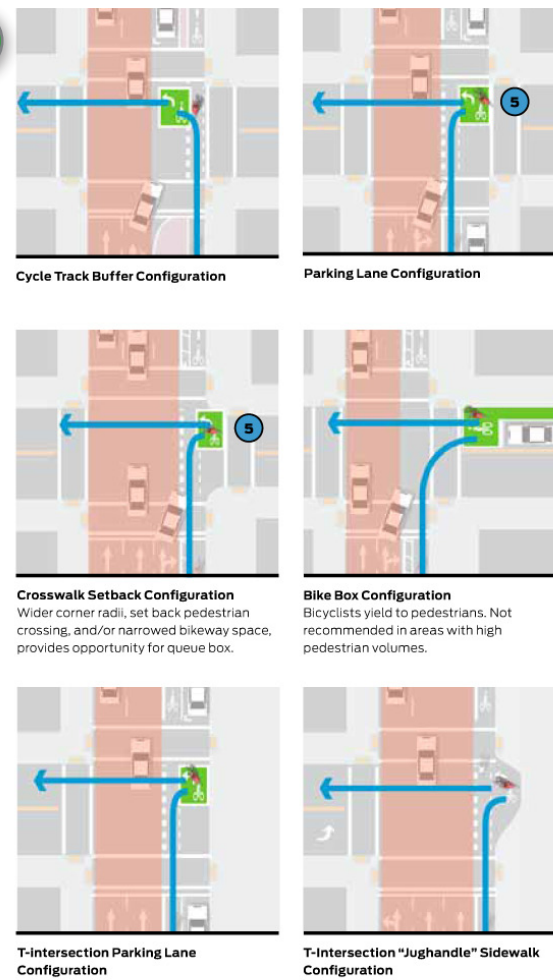 Cycle Track Buffer Configuration
5
Parking Lane Configuration
5
Crosswalk Setback Configuration
Wider corner radii, set back pedestrian
crossing, and/or narrowed bikeway space,
provides opportunity for queue box.
Bike Box Configuration
Bicyclists yield to pedestrians. Not
recommended in areas with high
pedestrian volumes.
T-intersection Parking Lane
Configuration
T-Intersection “Jughandle” Sidewalk
Configuration